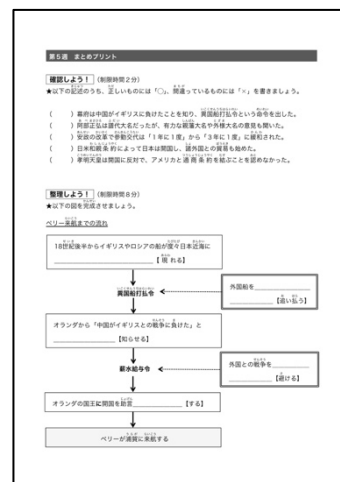 第5週　まとめプリント
確認しよう！（制限時間2分）
★以下の記述のうち、正しいものには「○」、間違っているものには「×」を書きましょう。
（　　）幕府は中国がイギリスに負けたことを知り、異国船打払令という命令を出した。
（　　）阿部正弘は譜代大名だったが、有力な親藩大名や外様大名の意見も聞いた。
（　　）安政の改革で参勤交代は「1年に1度」から「3年に1度」に緩和された。
（　　）日米和親条約によって日本は開国し、諸外国との貿易も始めた。
（　　）孝明天皇は開国に反対で、アメリカと通商条約を結ぶことを認めなかった。
整理しよう！（制限時間8分）
★以下の図を完成させましょう。
ペリー来航までの流れ
18世紀後半からイギリスやロシアの船が度々日本近海に
【現れる】
異国船打払令
外国船を
【追い払う】
オランダから「中国がイギリスとの戦争に負けた」と
【知らせる】
薪水給与令
外国との戦争を
【避ける】
オランダの国王に開国を助言【する】
ペリーが浦賀に来航する